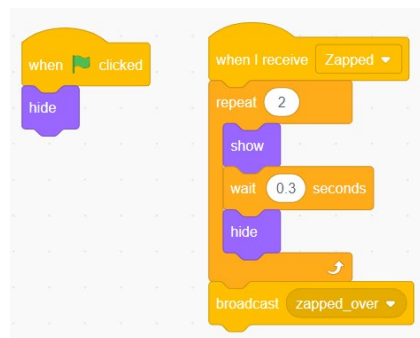 when clicked
hide
when I receive Zapped
repeat 2
show
wait 0.3 seconds
hide
broadcast zapped_over